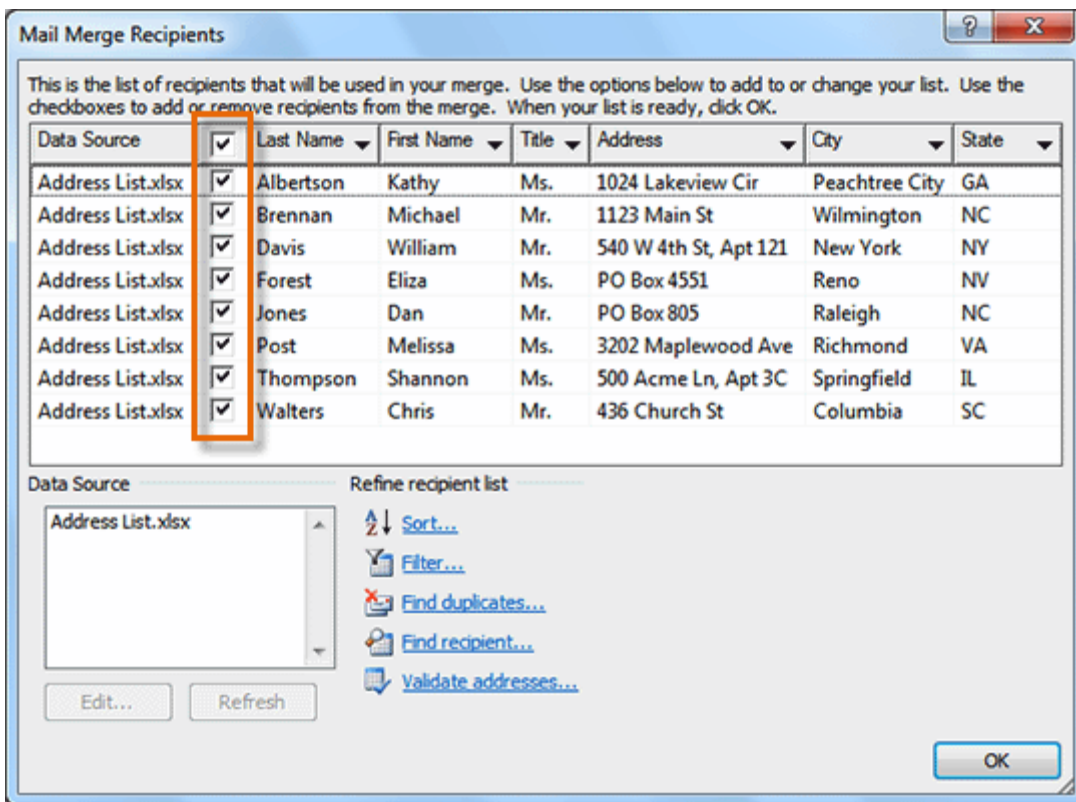 Mail Merge Recipients
This is the list of recipients that will be used in your merge. Use the options below to add to or change your list. Use the
checkboxes to add or remove recipients from the merge. When your list is ready, click OK.
Data Source Last Name First Name Title Address City State
Address List.xlsx Albertson Kathy Ms. 1024 Lakeview Cir Peachtree City GA
Address List.xlsx Brennan Michael Mr. 1123 Main St Wilmington NC
Address List.xlsx Davis William Mr. 540 W 4th St, Apt 121 New York NY
Address List.xlsx Forest Eliza Ms. PO Box 4551 Reno NV
Address List.xlsx Jones Dan Mr. PO Box 805 Raleigh NC
Address List.xlsx Post Melissa Ms. 3202 Maplewood Ave Richmond VA
Address List.xlsx Thompson Shannon Ms. 500 Acme Ln, Apt 3C Springfield IL
Address List.xlsx Walters Chris Mr. 436 Church St Columbia SC
Data Source
Address List.xlsx
Edit... Refresh
Refine recipient list
Sort...
Filter...
Find duplicates...
Find recipient...
Validate addresses...
OK